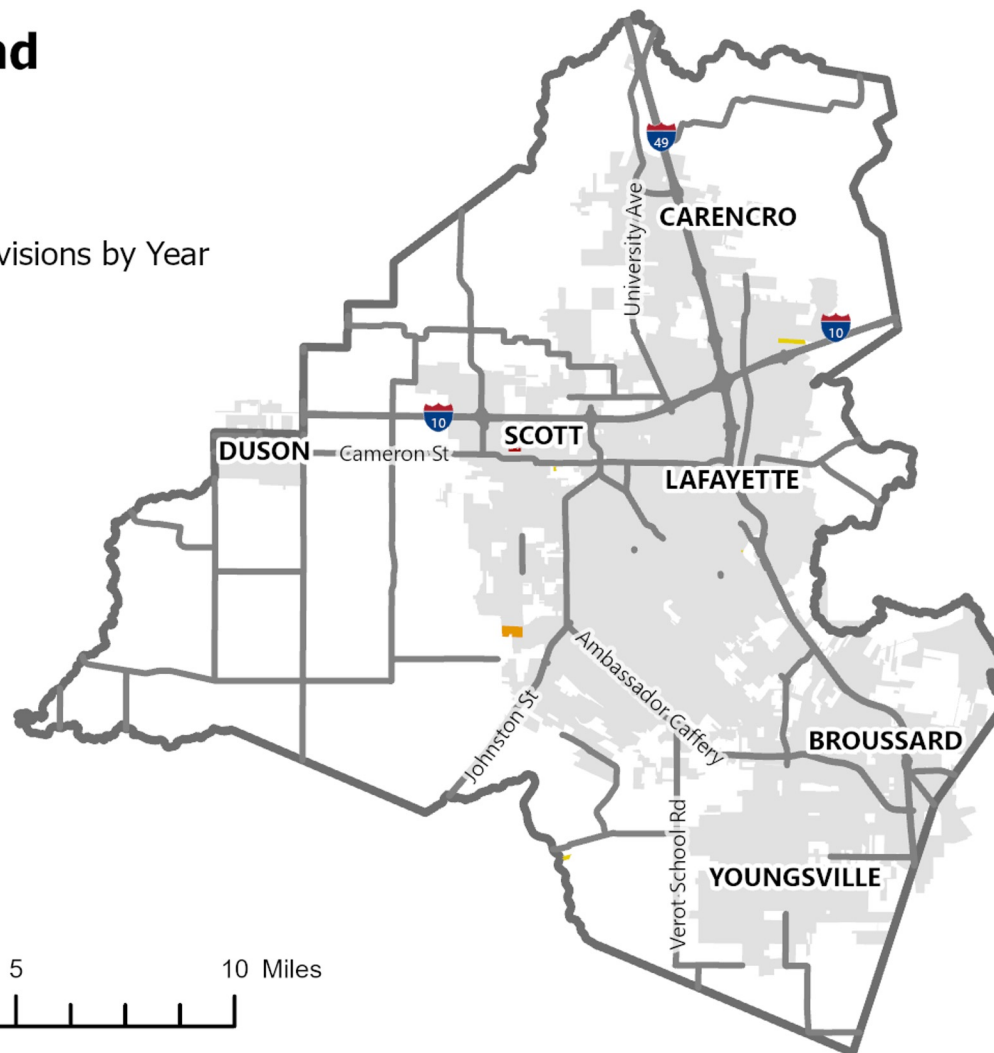 nd
49
CARENCRO
University Ave
visions by Year
10
10
SCOTT
DUSON
Cameron St
LAFAYETTE
Ambassador Caffery
Johnston St
BROUSSARD
Verot School Rd
YOUNGSVILLE
5 10 Miles